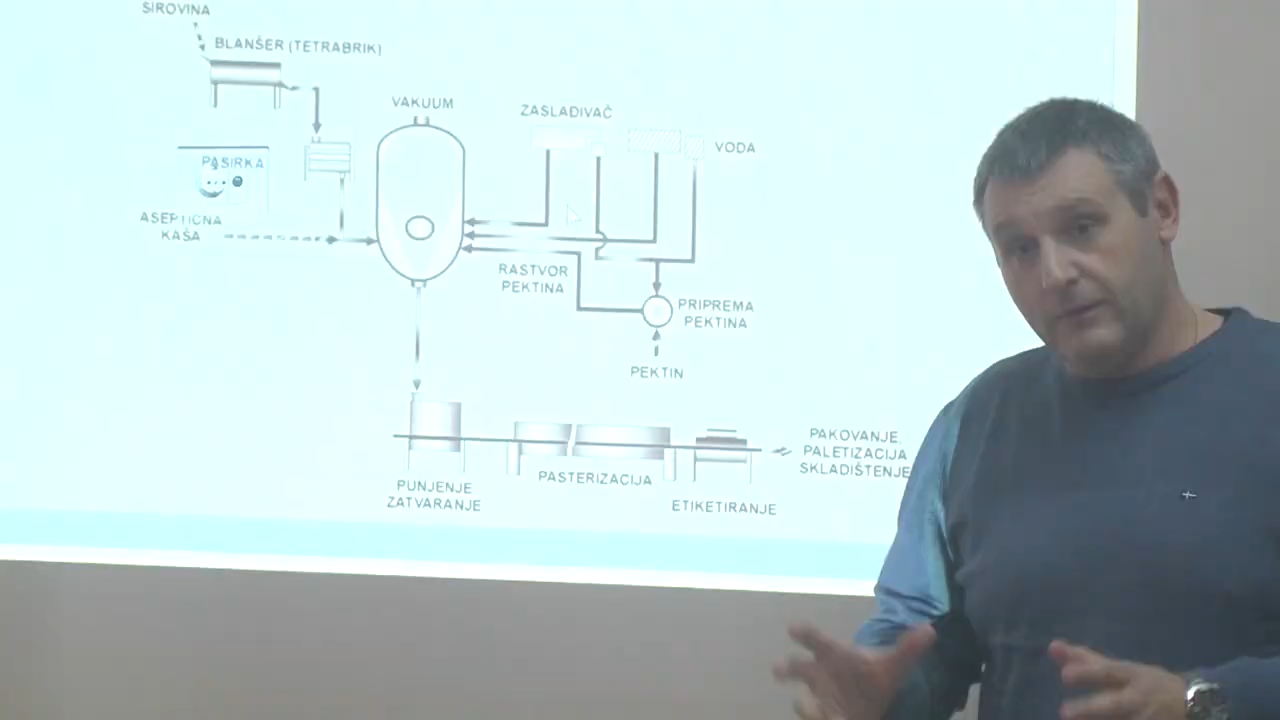 SIROVINA
BLANŠER (TETRABRIK)
VAKUUM
ZASLAĐIVAČ
VODA
PASIRKA
ASEPTIČNA
KAŠA
RASTVOR
PEKTINA
PRIPREMA
PEKTINA
PEKTIN
PUNJENJE
ZATVARANJE
PASTERIZACIJA
ETIKETIRANJE
PAKOVANJE,
PALETIZACIJA
SKLADIŠTENJE